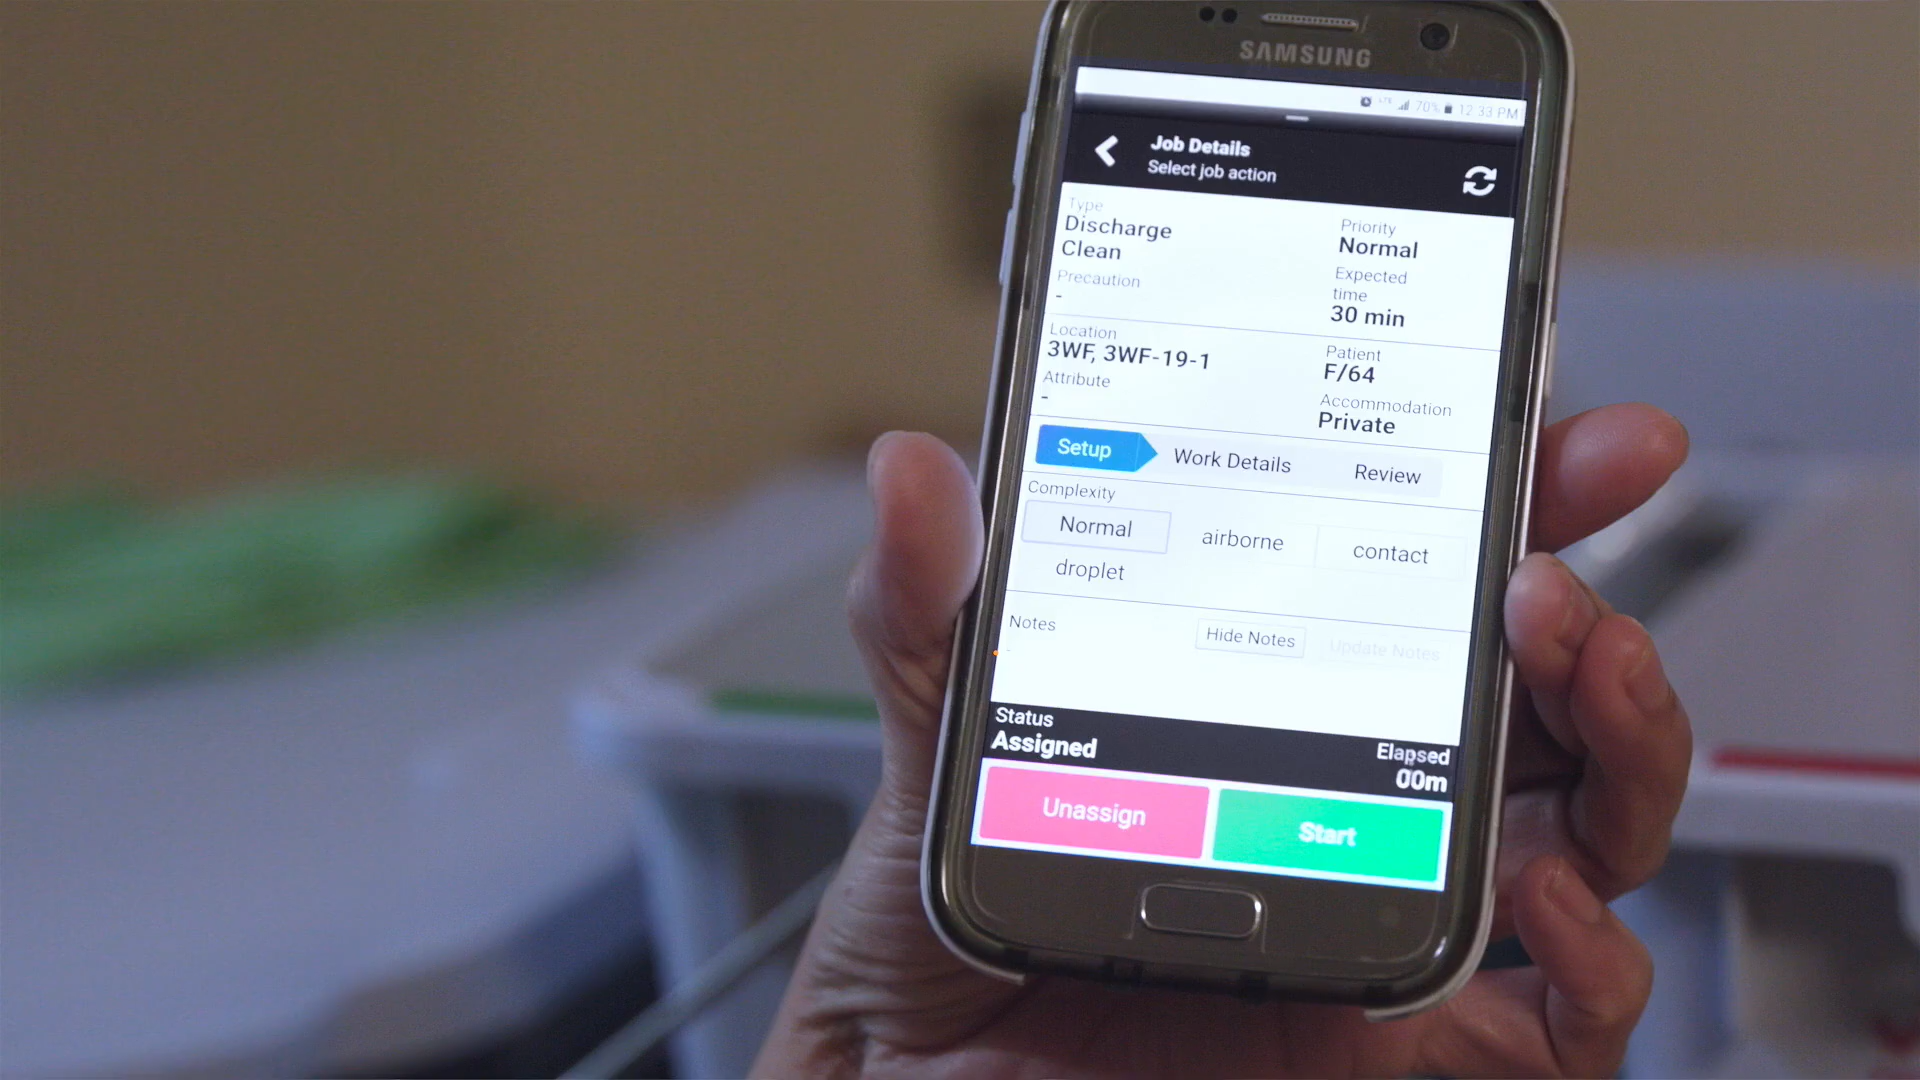 SAMSUNG
LTE 70% 12:33 PM
Job Details
Select job action
Type
Discharge
Clean
Precaution
-
Priority
Normal
Expected
time
30 min
Location
3WF, 3WF-19-1
Attribute
-
Patient
F/64
Accommodation
Private
Setup Work Details Review
Complexity
Normal airborne contact
droplet
Notes Hide Notes Update Notes
-
Status
Assigned
Elapsed
00m
Unassign Start